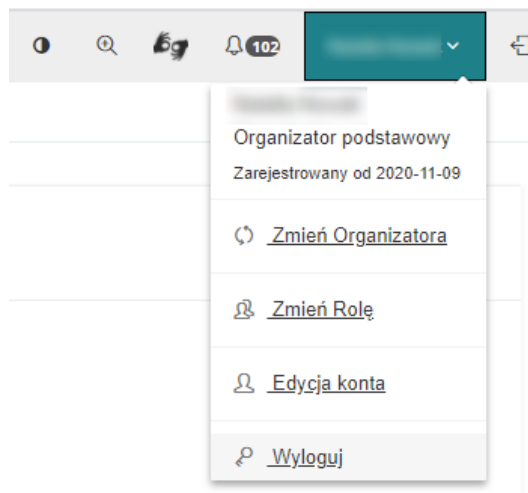 102
Organizator podstawowy
Zarejestrowany od 2020-11-09
Zmień Organizatora
Zmień Rolę
Edycja konta
Wyloguj